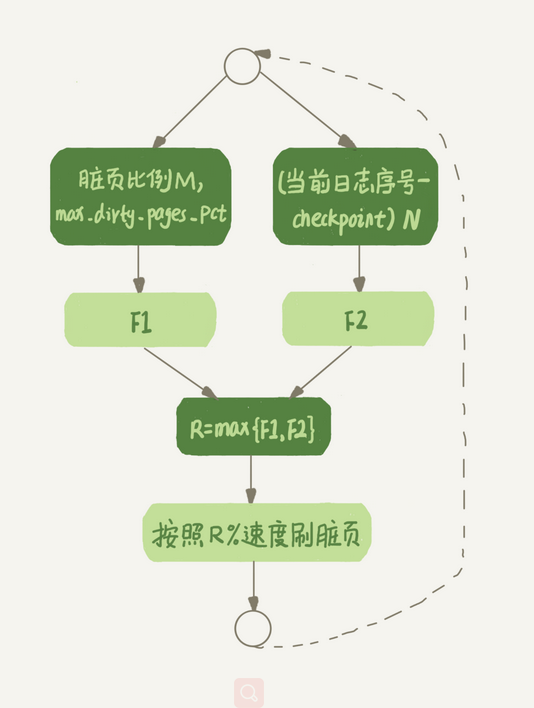 脏页比例M,
max_dirty_pages_pct
(当前日志序号-
checkpoint) N
F1
F2
R=max{F1,F2}
按照R%速度刷脏页